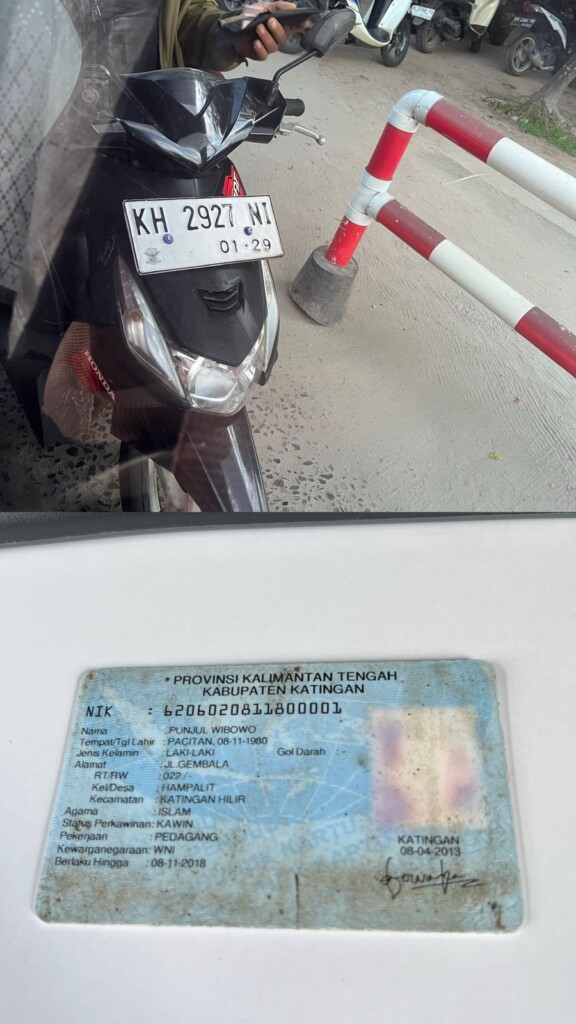 KH 2927 NI
01·29
HONDA
PROVINSI KALIMANTAN TENGAH
KABUPATEN KATINGAN
NIK : 6206020811800001
Nama : PUNJUL WIBOWO
Tempat/Tgl Lahir : PACITAN, 08-11-1980
Jenis Kelamin : LAKI-LAKI Gol Darah : -
Alamat : JL.GEMBALA
RT/RW : 022 / -
Kel/Desa : HAMPALIT
Kecamatan : KATINGAN HILIR
Agama : ISLAM
Status Perkawinan: KAWIN
Pekerjaan : PEDAGANG
Kewarganegaraan: WNI
Berlaku Hingga : 08-11-2018
KATINGAN
08-04-2013